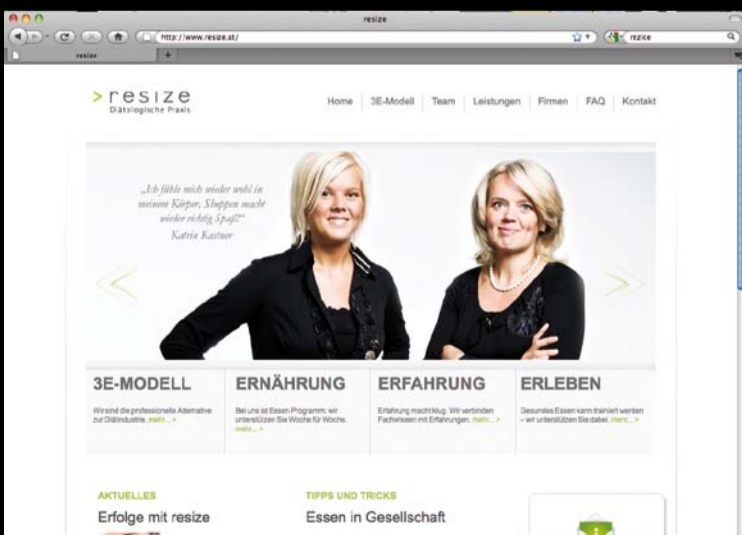 resize
http://www.resize.at/
rezice
resize
> resize
Diätologische Praxis
Home
3E-Modell
Team
Leistungen
Firmen
FAQ
Kontakt
„Ich fühle mich wieder wohl in
meinem Körper, Shoppen macht
wieder richtig Spaß!“
Katrin Kastner
3E-MODELL
Wir sind die professionelle Alternative
zur Diätindustrie. mehr... >
ERNÄHRUNG
Bei uns ist Essen Programm: wir
unterstützen Sie Woche für Woche.
mehr... >
ERFAHRUNG
Erfahrung macht klug. Wir verbinden
Fachwissen mit Erfahrungen. mehr... >
ERLEBEN
Gesundes Essen kann trainiert werden
– wir unterstützen Sie dabei. mehr... >
AKTUELLES
Erfolge mit resize
TIPPS UND TRICKS
Essen in Gesellschaft